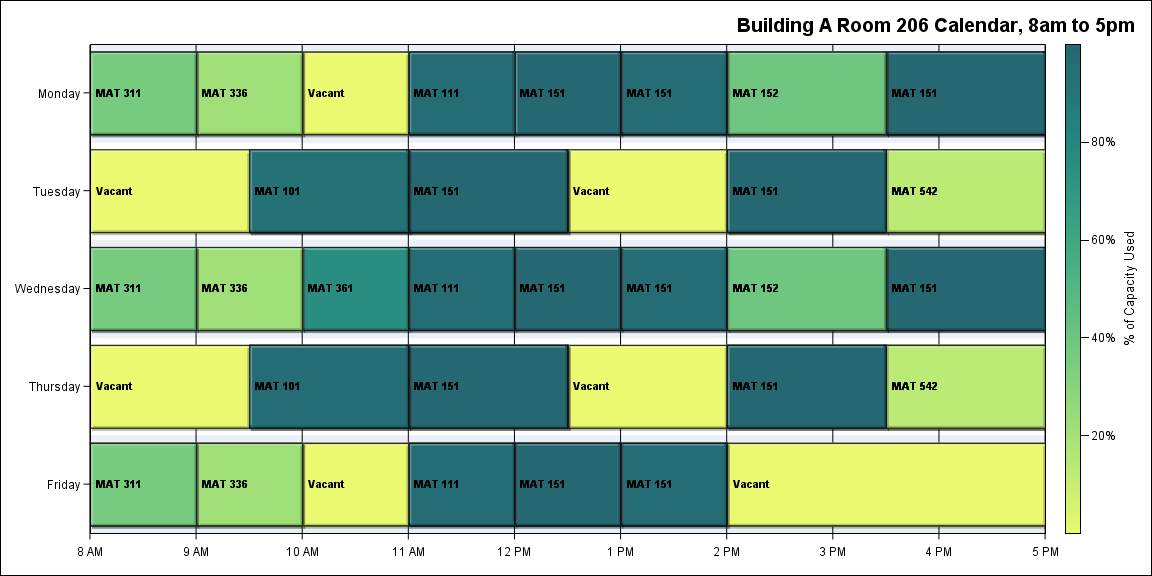 Building A Room 206 Calendar, 8am to 5pm
Monday
MAT 311
MAT 336
Vacant
MAT 111
MAT 151
MAT 151
MAT 152
MAT 151
Tuesday
Vacant
MAT 101
MAT 151
Vacant
MAT 151
MAT 542
Wednesday
MAT 311
MAT 336
MAT 361
MAT 111
MAT 151
MAT 151
MAT 152
MAT 151
Thursday
Vacant
MAT 101
MAT 151
Vacant
MAT 151
MAT 542
Friday
MAT 311
MAT 336
Vacant
MAT 111
MAT 151
MAT 151
Vacant
8 AM
9 AM
10 AM
11 AM
12 PM
1 PM
2 PM
3 PM
4 PM
5 PM
80%
60%
40%
20%
% of Capacity Used